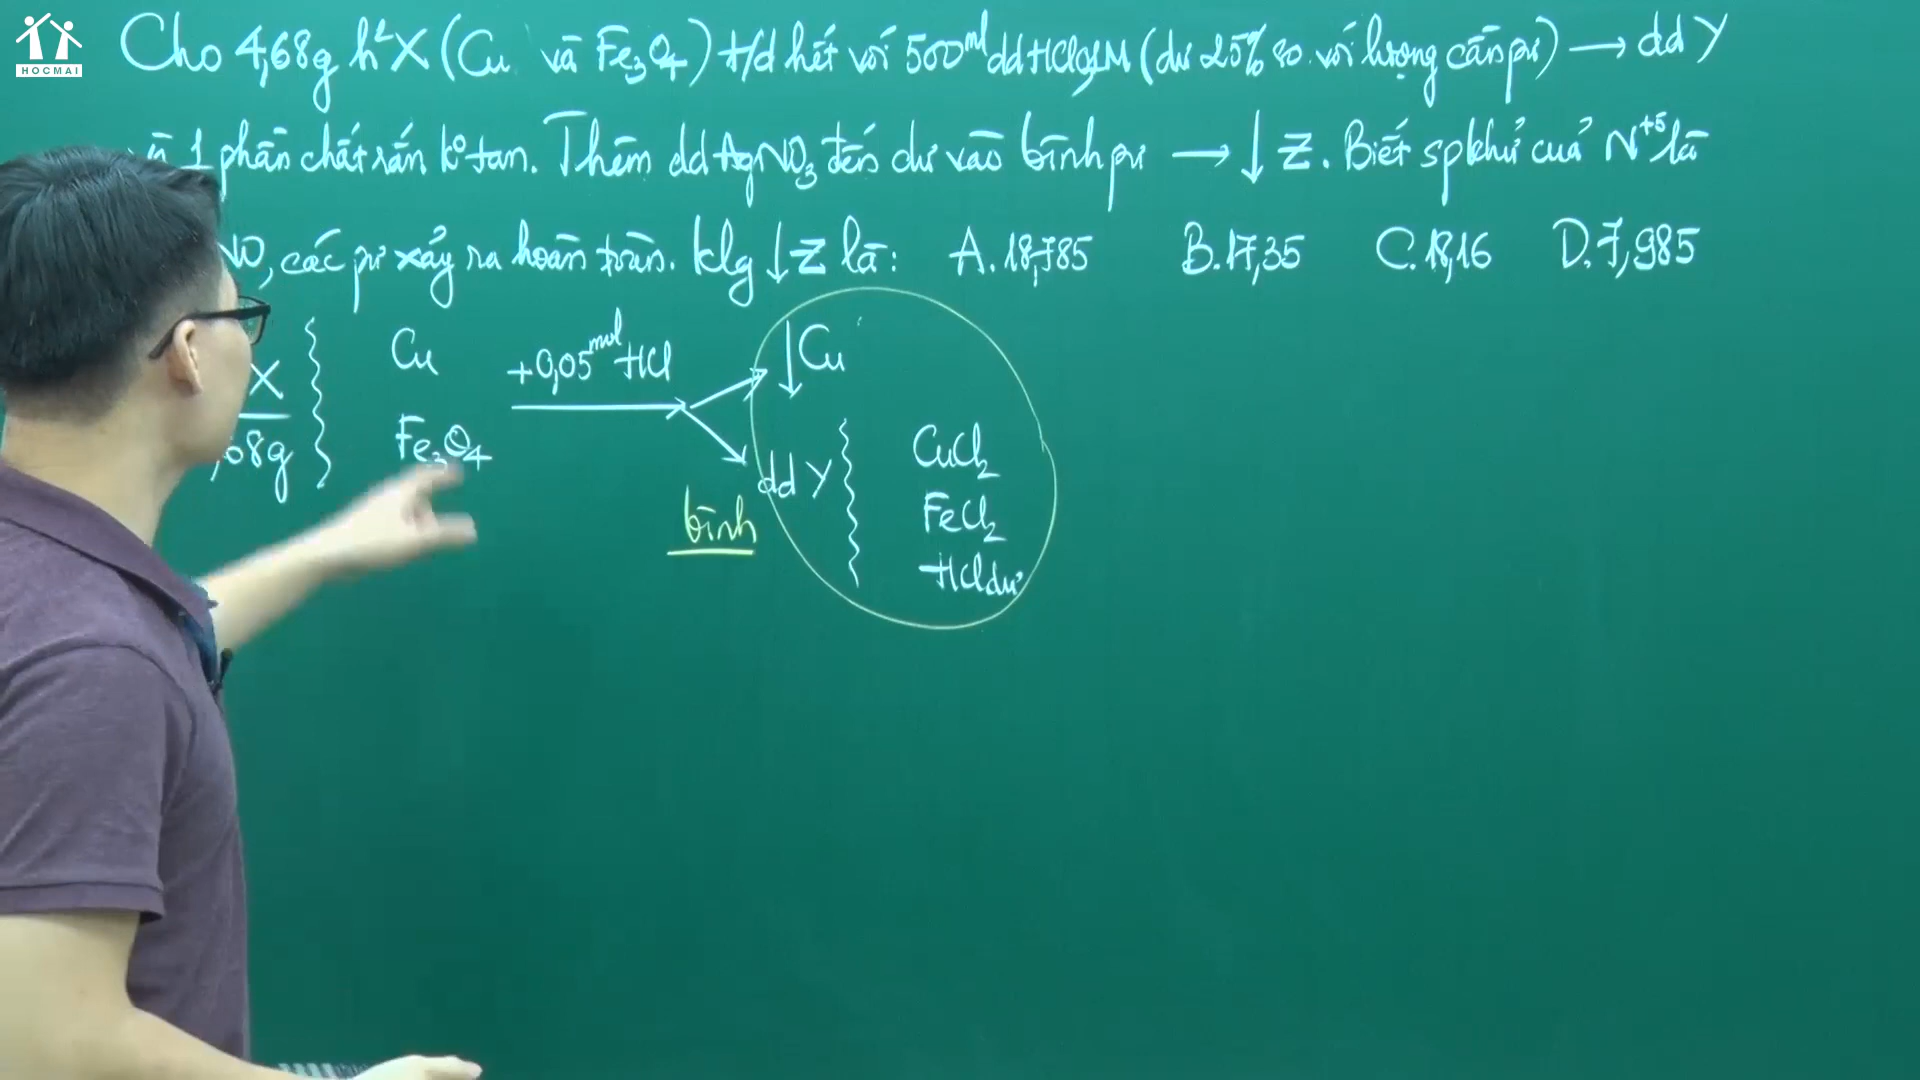 HOCMAI
Cho 4,68g h² X (Cu và Fe₃O₄) t/d hết với 500ml dd HCl 0,1M (dư 25% so với lượng cần pư) → dd Y
1 phần chất rắn kº tan. Thêm dd AgNO₃ đến dư vào bình pư → ↓ Z. Biết sp khử của N⁺⁵ là
NO, các pư xảy ra hoàn toàn. klg ↓ Z là: A. 18,785 B. 17,35 C. 18,16 D. 7,985
X
,68g
Cu
Fe₃O₄
+0,05 mol HCl
↓ Cu
dd Y
CuCl₂
FeCl₂
HCl dư
bình